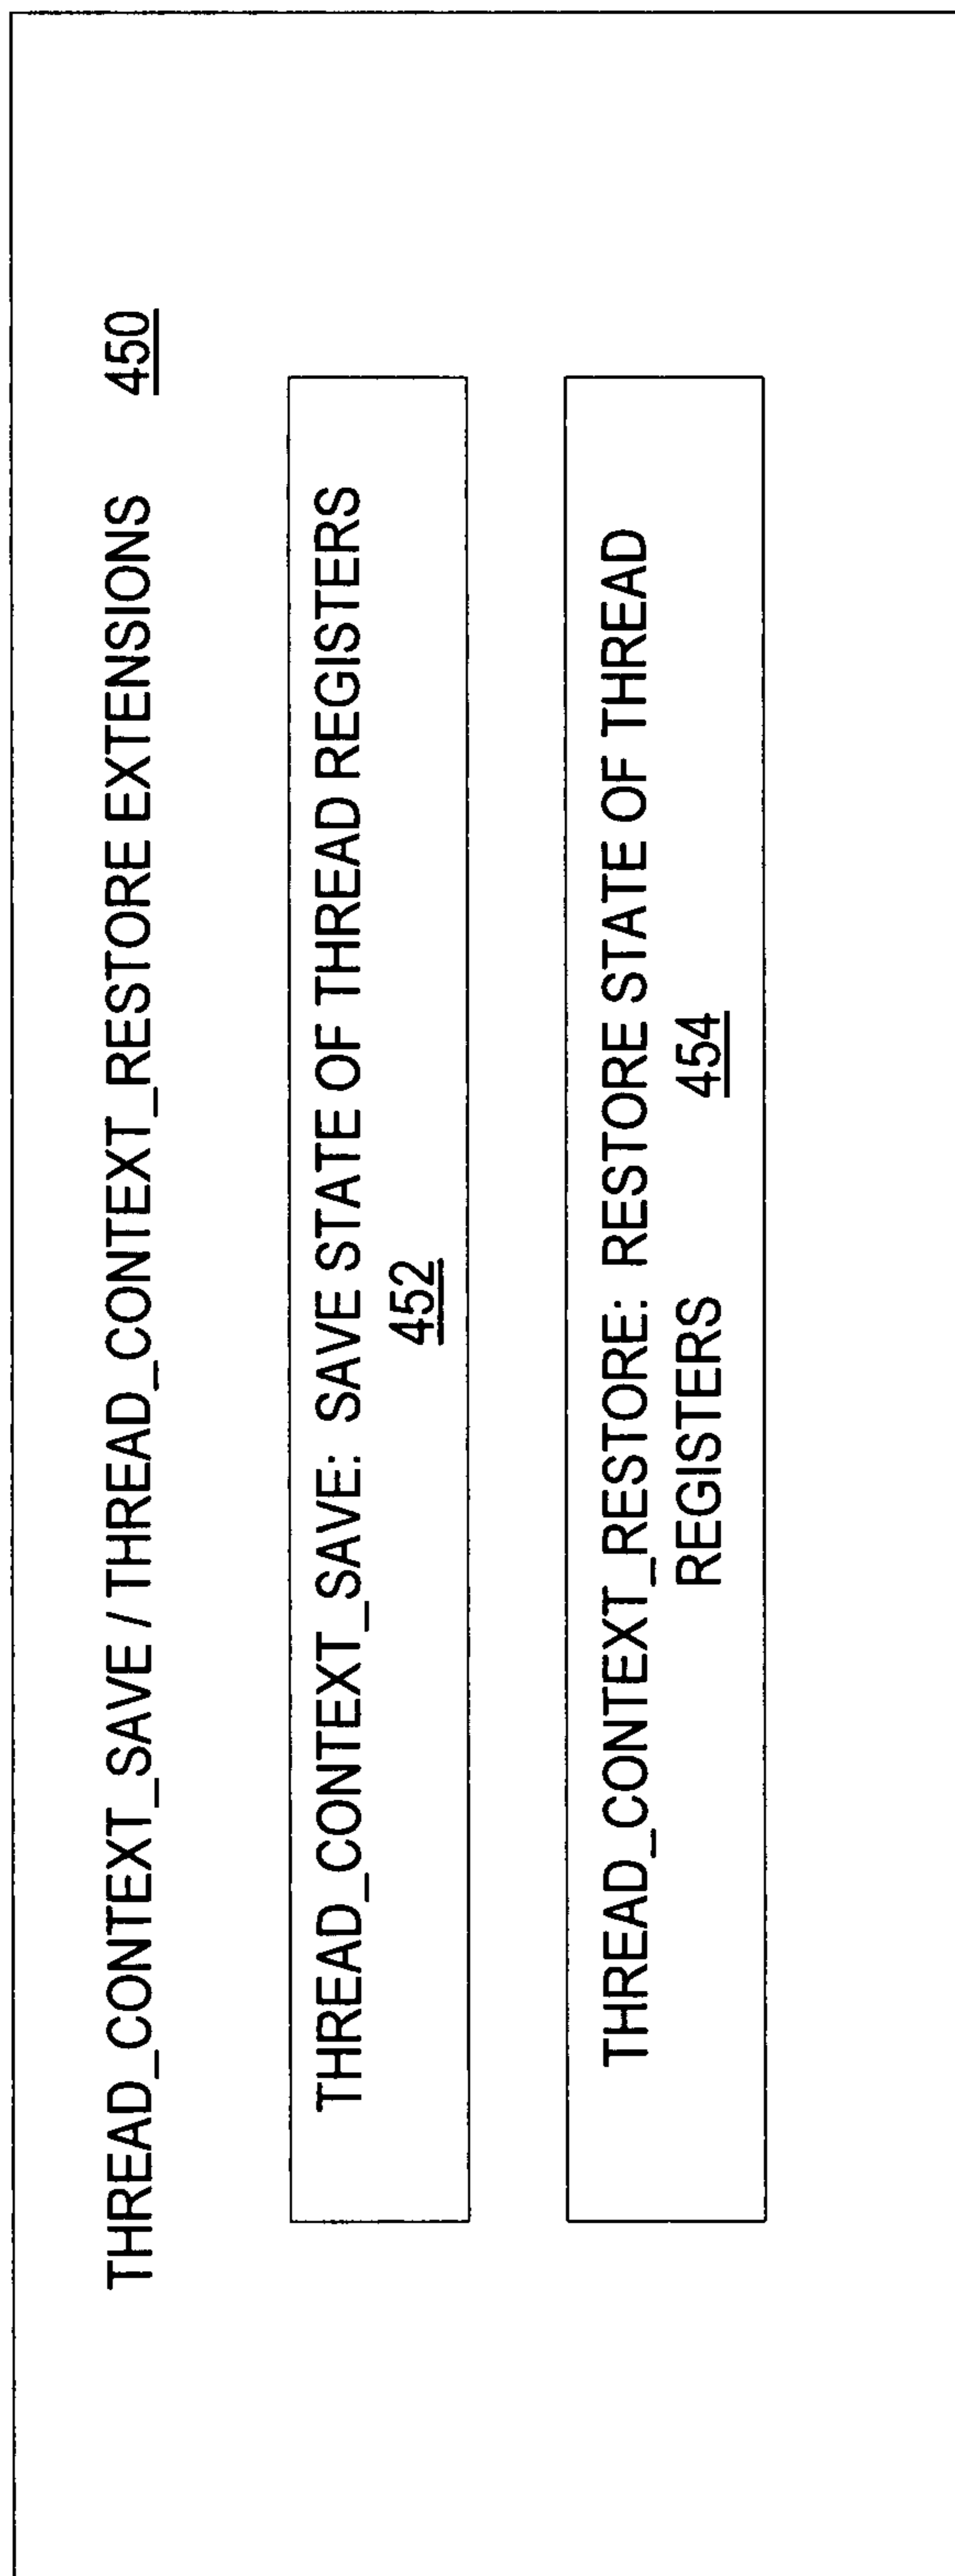 THREAD_CONTEXT_SAVE / THREAD_CONTEXT_RESTORE EXTENSIONS 450
THREAD_CONTEXT_SAVE: SAVE STATE OF THREAD REGISTERS
452
THREAD_CONTEXT_RESTORE: RESTORE STATE OF THREAD
REGISTERS 454